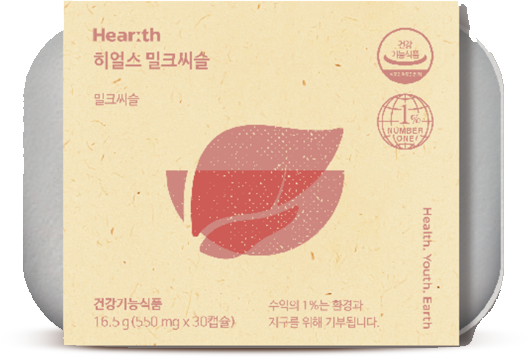 Hear:th
히얼스 밀크씨슬
밀크씨슬
건강
기능식품
1%
NUMBER
ONE!
Health. Youth. Earth
건강기능식품
16.5 g (550 mg x 30캡슐)
수익의 1%는 환경과
지구를 위해 기부됩니다.